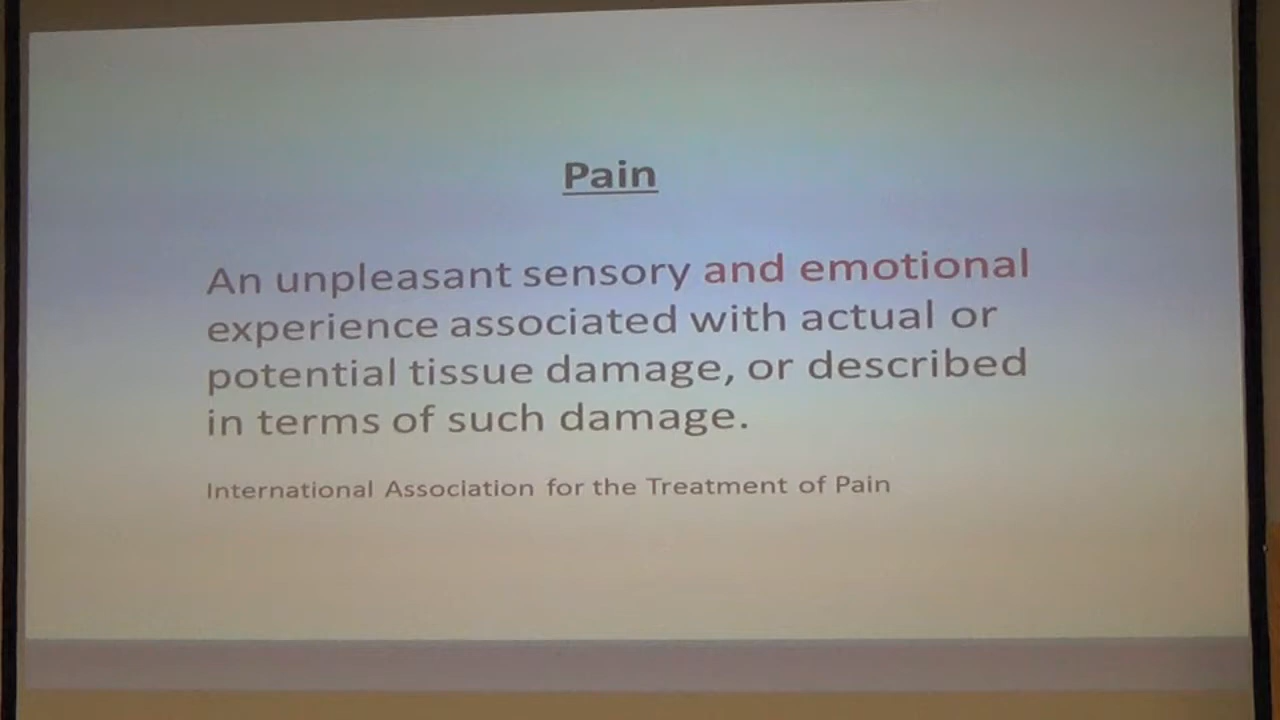 Pain
An unpleasant sensory and emotional
experience associated with actual or
potential tissue damage, or described
in terms of such damage.
International Association for the Treatment of Pain